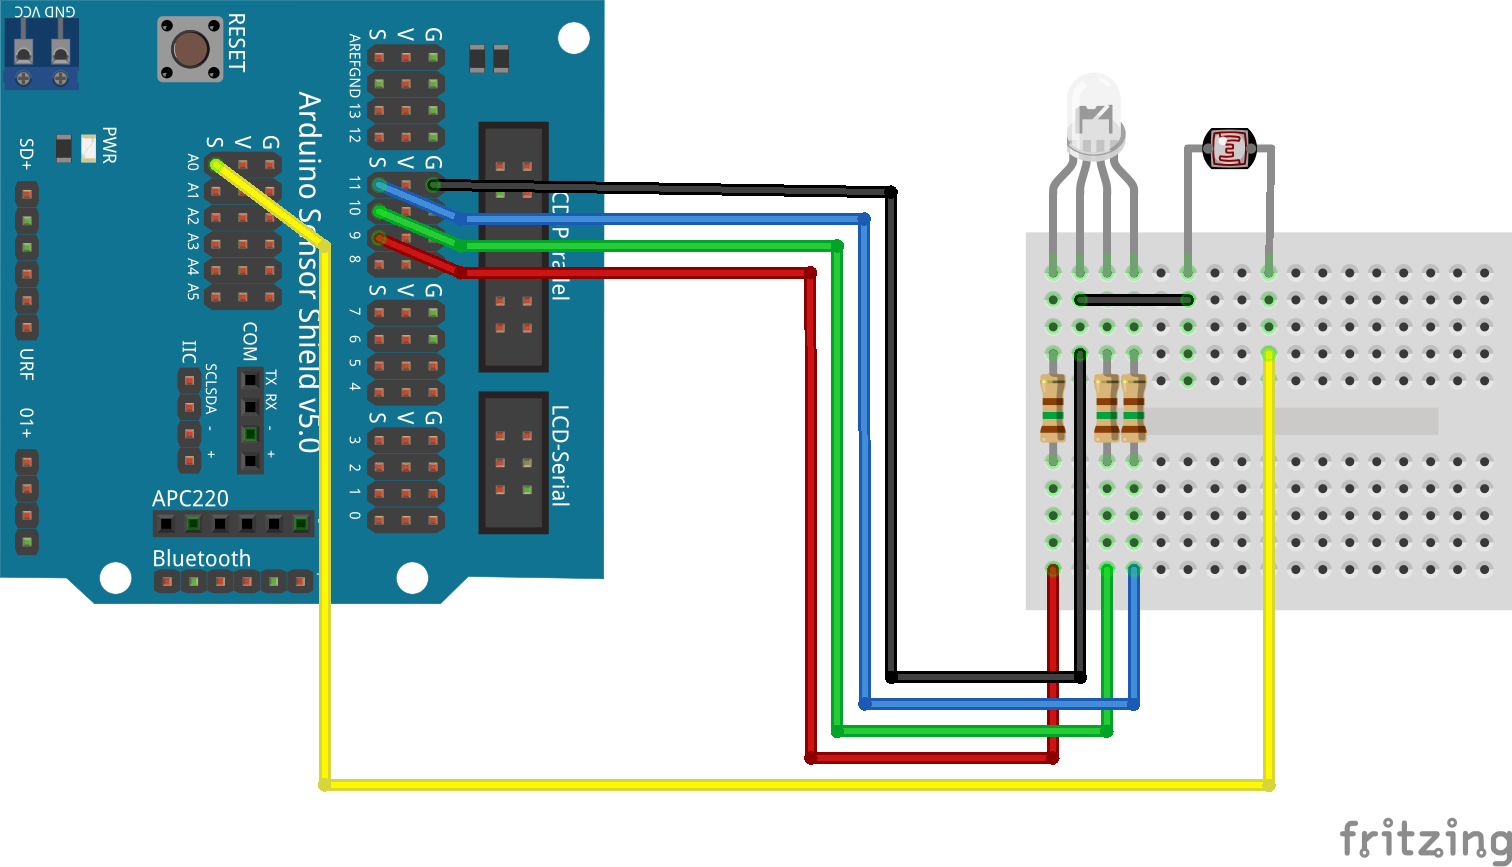 GND VCC
RESET
PWR
SD+
URF
01+
S V G
A0
A1
A2
A3
A4
A5
IIC
SCL
SDA
-
+
COM
TX
RX
-
+
APC220
Bluetooth
Arduino Sensor Shield v5.0
S V G
AREF
GND
13
12
S V G
11
10
9
8
S V G
7
6
5
4
S V G
3
2
1
0
LCD-Parallel
LCD-Serial
fritzing